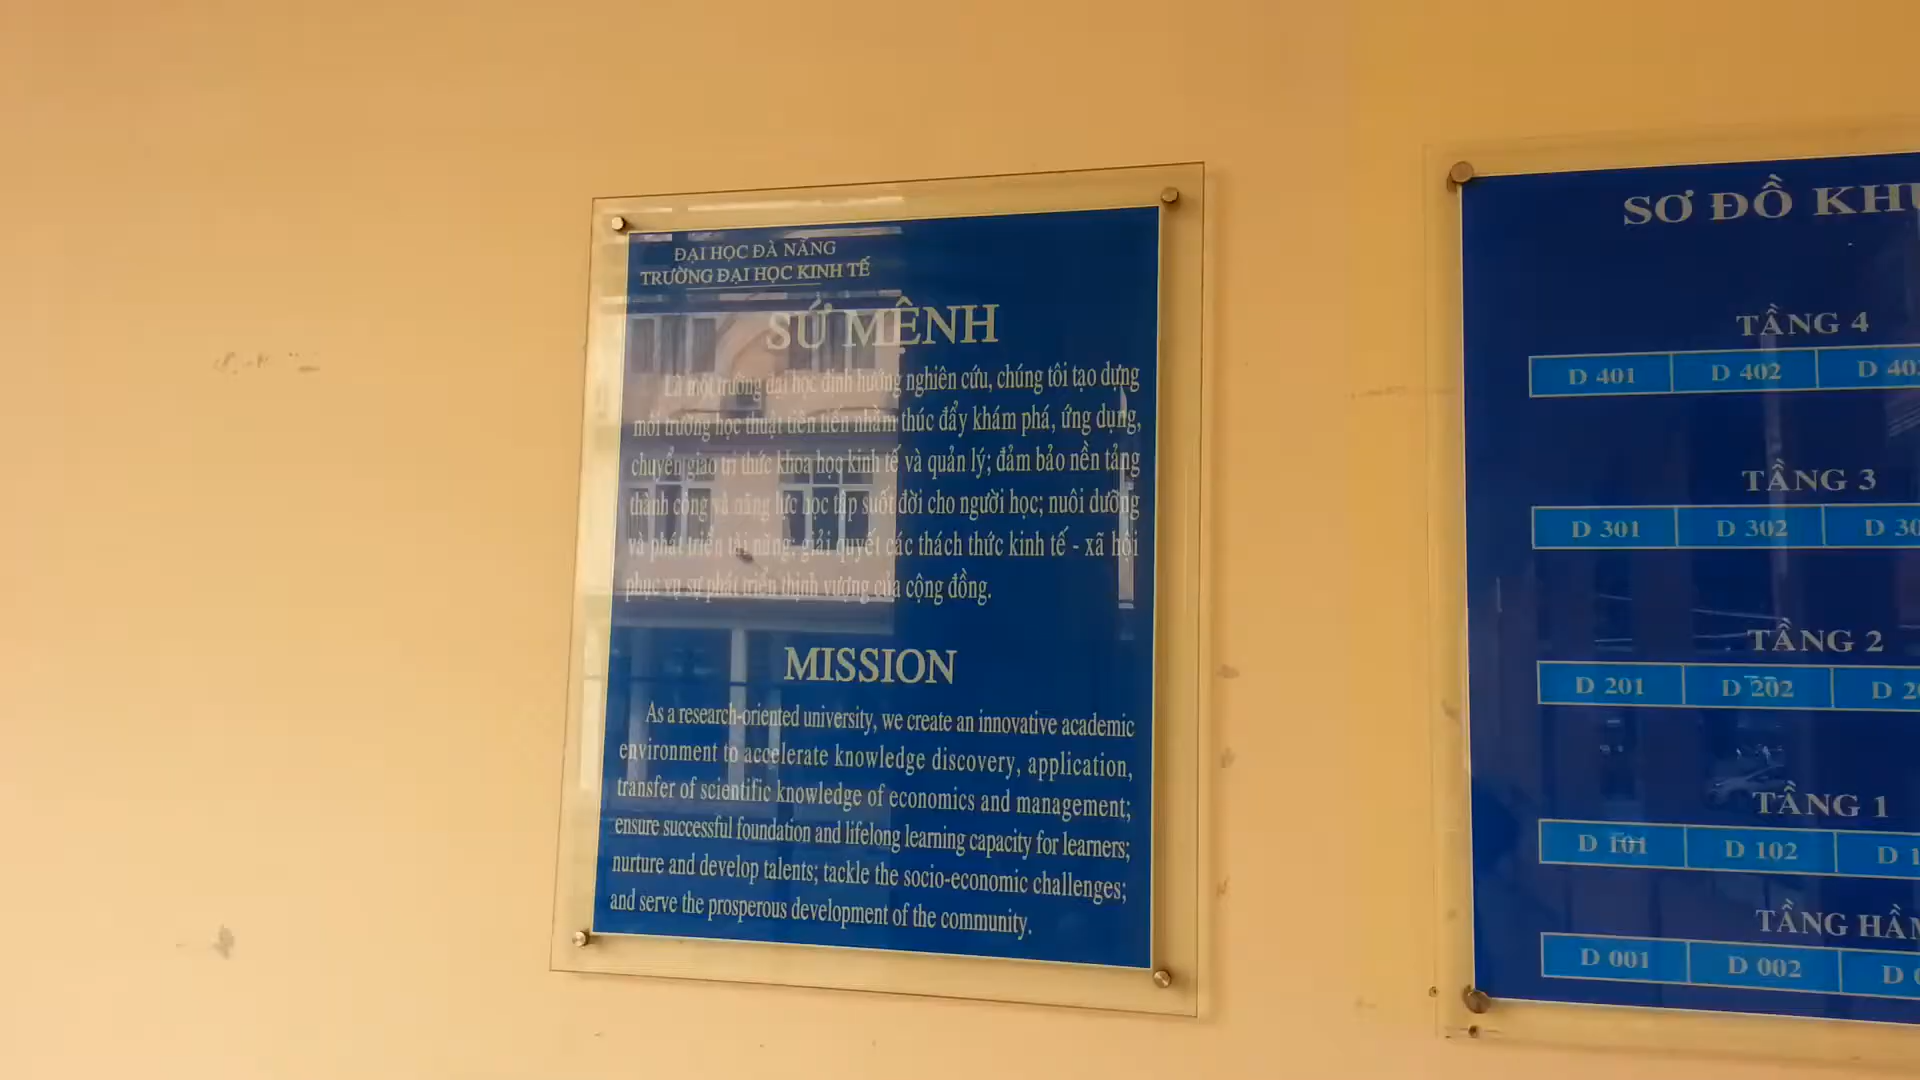 ĐẠI HỌC ĐÀ NẴNG
TRƯỜNG ĐẠI HỌC KINH TẾ
SỨ MỆNH
Là một trường đại học định hướng nghiên cứu, chúng tôi tạo dựng
môi trường học thuật tiên tiến nhằm thúc đẩy khám phá, ứng dụng,
chuyển giao tri thức khoa học kinh tế và quản lý; đảm bảo nền tảng
thành công và năng lực học tập suốt đời cho người học; nuôi dưỡng
và phát triển tài năng; giải quyết các thách thức kinh tế - xã hội
phục vụ sự phát triển thịnh vượng của cộng đồng.
MISSION
As a research-oriented university, we create an innovative academic
environment to accelerate knowledge discovery, application,
transfer of scientific knowledge of economics and management;
ensure successful foundation and lifelong learning capacity for learners;
nurture and develop talents; tackle the socio-economic challenges;
and serve the prosperous development of the community.
SƠ ĐỒ
TẦNG 4
D 401 D 402
TẦNG 3
D 301 D 302
TẦNG 2
D 201 D 202
TẦNG 1
D 101 D 102
TẦNG
D 001 D 002